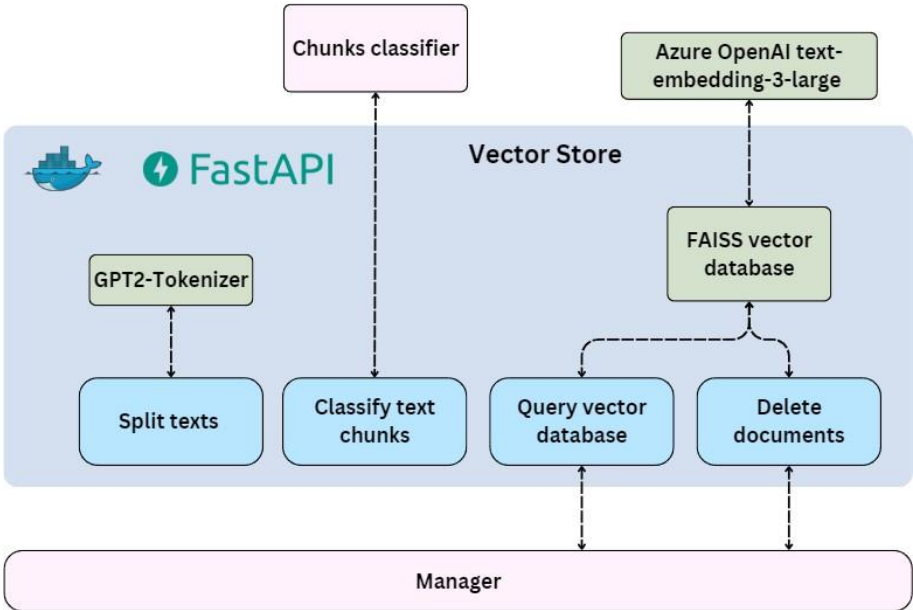 Chunks classifier
Azure OpenAI text-
embedding-3-large
FastAPI
Vector Store
FAISS vector
database
GPT2-Tokenizer
Split texts
Classify text
chunks
Query vector
database
Delete
documents
Manager